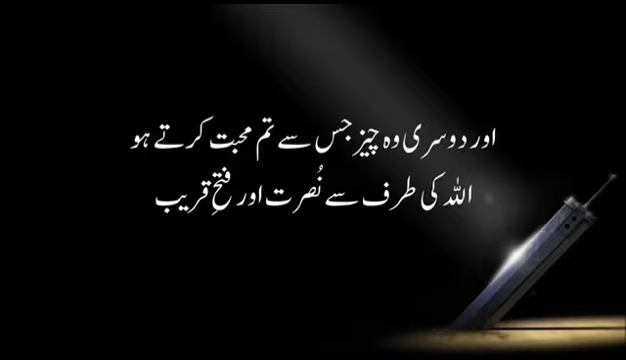 اور دوسری وہ چیز جس سے تم محبت کرتے ہو
اللہ کی طرف سے نُصرت اور فتحِ قریب